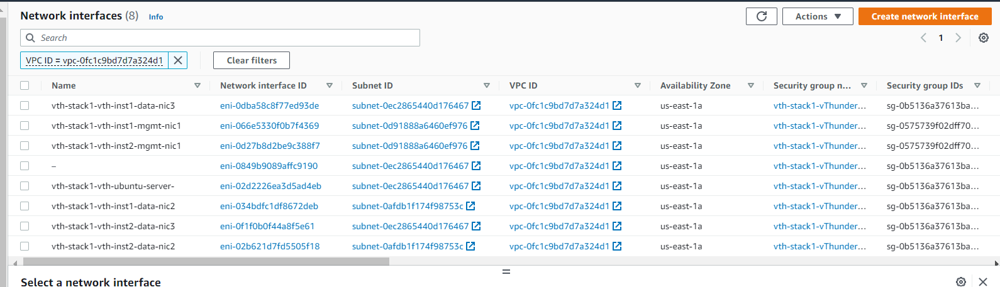 Network interfaces (8) Info
Actions Create network interface
Search
1
VPC ID = vpc-0fc1c9bd7d7a324d1 Clear filters
Name Network interface ID Subnet ID VPC ID Availability Zone Security group n... Security group IDs
vth-stack1-vth-inst1-data-nic3 eni-0dba58c8f77ed93de subnet-0ec2865440d176467 vpc-0fc1c9bd7d7a324d1 us-east-1a vth-stack1-vThunder... sg-0b5136a37613ba...
vth-stack1-vth-inst1-mgmt-nic1 eni-066e5330f0b7f4369 subnet-0d91888a6460ef976 vpc-0fc1c9bd7d7a324d1 us-east-1a vth-stack1-vThunder... sg-0575739f02dff70...
vth-stack1-vth-inst2-mgmt-nic1 eni-0d27b8d2be9c388f7 subnet-0d91888a6460ef976 vpc-0fc1c9bd7d7a324d1 us-east-1a vth-stack1-vThunder... sg-0575739f02dff70...
– eni-0849b9089affc9190 subnet-0ec2865440d176467 vpc-0fc1c9bd7d7a324d1 us-east-1a vth-stack1-vThunder... sg-0b5136a37613ba...
vth-stack1-vth-ubuntu-server- eni-02d2226ea3d5ad4eb subnet-0ec2865440d176467 vpc-0fc1c9bd7d7a324d1 us-east-1a vth-stack1-vThunder... sg-0b5136a37613ba...
vth-stack1-vth-inst1-data-nic2 eni-034bdfc1df8672deb subnet-0afdb1f174f98753c vpc-0fc1c9bd7d7a324d1 us-east-1a vth-stack1-vThunder... sg-0b5136a37613ba...
vth-stack1-vth-inst2-data-nic3 eni-0f1f0b0f44a8f5e61 subnet-0ec2865440d176467 vpc-0fc1c9bd7d7a324d1 us-east-1a vth-stack1-vThunder... sg-0b5136a37613ba...
vth-stack1-vth-inst2-data-nic2 eni-02b621d7fd5505f18 subnet-0afdb1f174f98753c vpc-0fc1c9bd7d7a324d1 us-east-1a vth-stack1-vThunder... sg-0b5136a37613ba...
Select a network interface